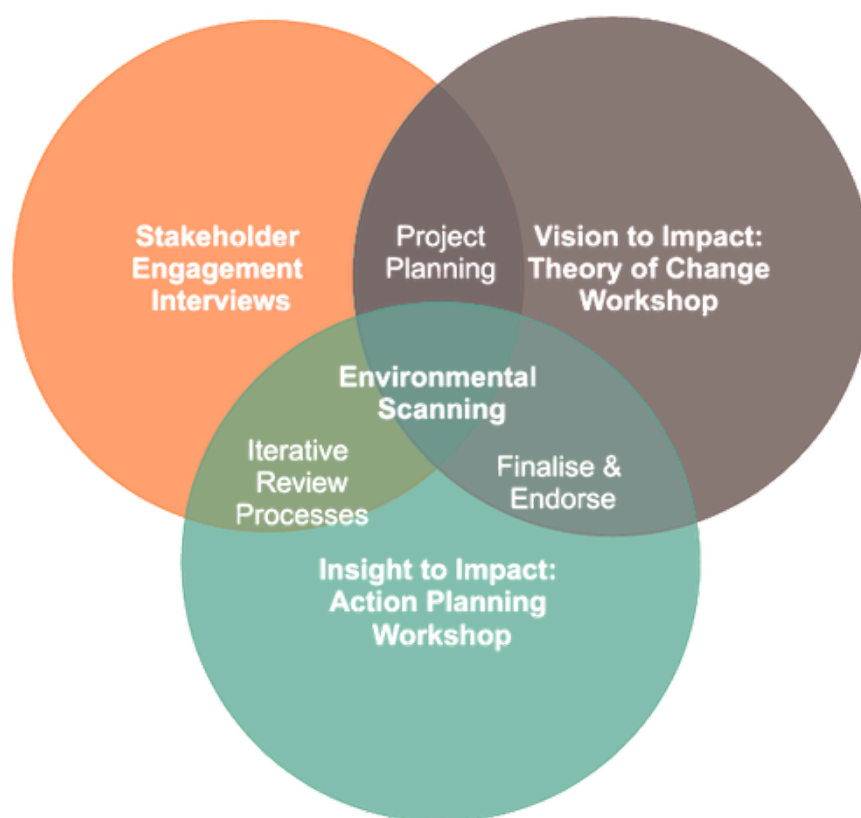 Stakeholder
Engagement
Interviews
Project
Planning
Vision to Impact:
Theory of Change
Workshop
Environmental
Scanning
Iterative
Review
Processes
Finalise &
Endorse
Insight to Impact:
Action Planning
Workshop